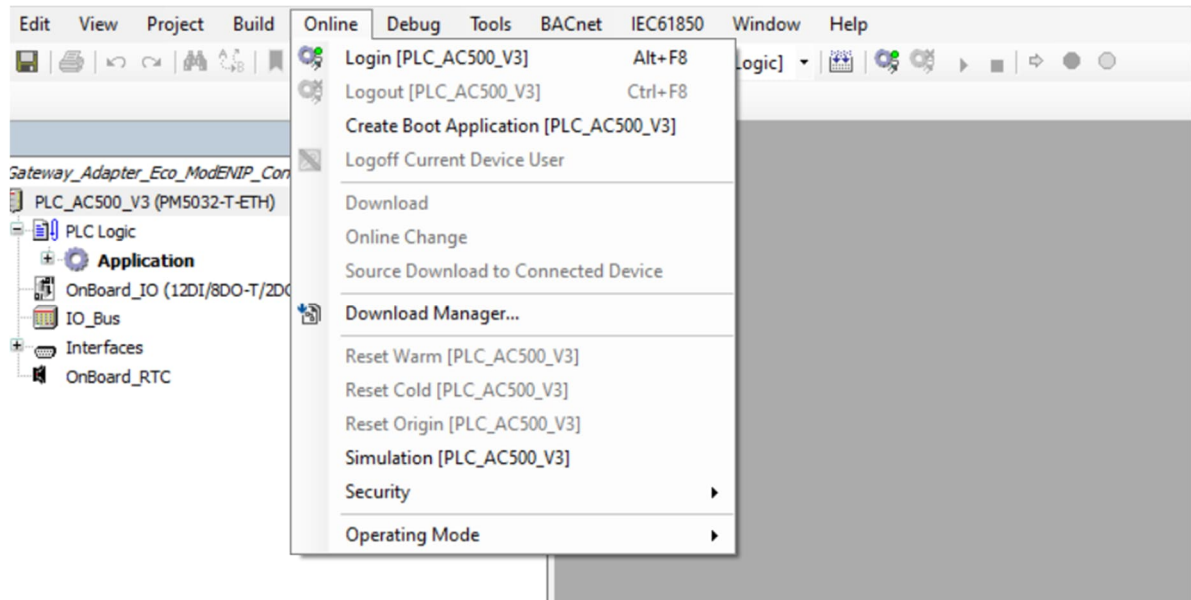 Edit View Project Build Online Debug Tools BACnet IEC61850 Window Help
Login [PLC_AC500_V3] Alt+F8
Logic]
Logout [PLC_AC500_V3] Ctrl+F8
Create Boot Application [PLC_AC500_V3]
Logoff Current Device User
Download
Online Change
Source Download to Connected Device
Download Manager...
Reset Warm [PLC_AC500_V3]
Reset Cold [PLC_AC500_V3]
Reset Origin [PLC_AC500_V3]
Simulation [PLC_AC500_V3]
Security
Operating Mode
Gateway_Adapter_Eco_ModENIP_Con
PLC_AC500_V3 (PM5032-T-ETH)
PLC Logic
Application
OnBoard_IO (12DI/8DO-T/2DO
IO_Bus
Interfaces
OnBoard_RTC